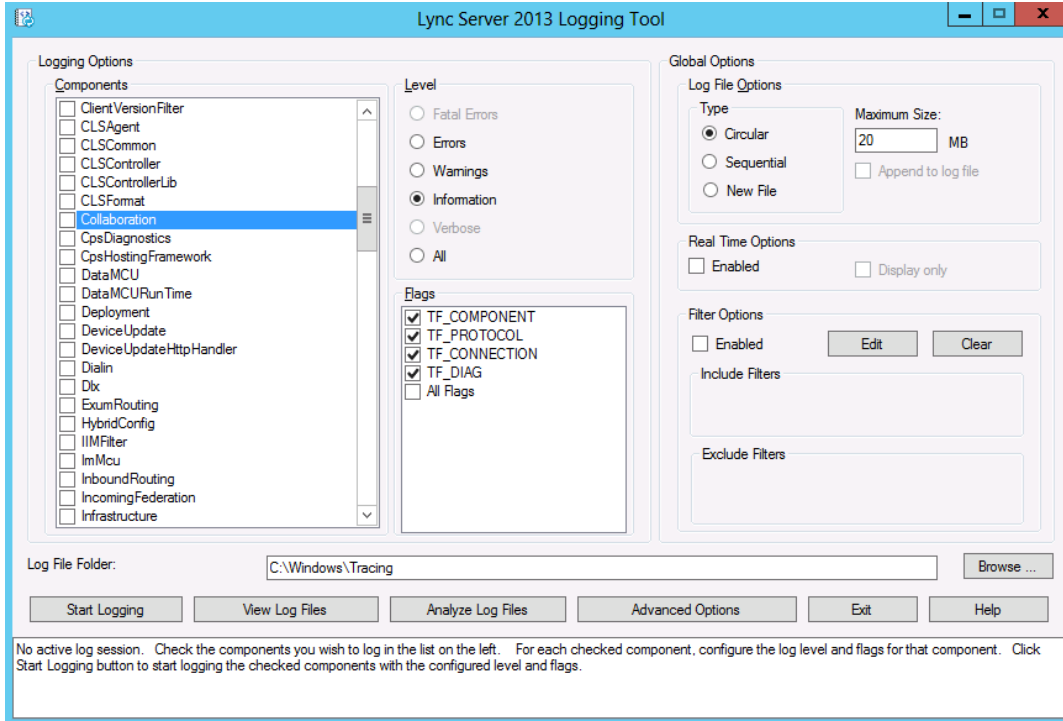 Lync Server 2013 Logging Tool
Logging Options
Components
ClientVersionFilter
CLSAgent
CLSCommon
CLSController
CLSControllerLib
CLSFormat
Collaboration
CpsDiagnostics
CpsHostingFramework
DataMCU
DataMCURunTime
Deployment
DeviceUpdate
DeviceUpdateHttpHandler
Dialin
Dlx
ExumRouting
HybridConfig
IIMFilter
ImMcu
InboundRouting
IncomingFederation
Infrastructure
Level
Fatal Errors
Errors
Warnings
Information
Verbose
All
Flags
TF_COMPONENT
TF_PROTOCOL
TF_CONNECTION
TF_DIAG
All Flags
Global Options
Log File Options
Type
Circular
Sequential
New File
Maximum Size:
20 MB
Append to log file
Real Time Options
Enabled
Display only
Filter Options
Enabled
Edit
Clear
Include Filters
Exclude Filters
Log File Folder:
C:\Windows\Tracing
Browse ...
Start Logging
View Log Files
Analyze Log Files
Advanced Options
Exit
Help
No active log session. Check the components you wish to log in the list on the left. For each checked component, configure the log level and flags for that component. Click
Start Logging button to start logging the checked components with the configured level and flags.